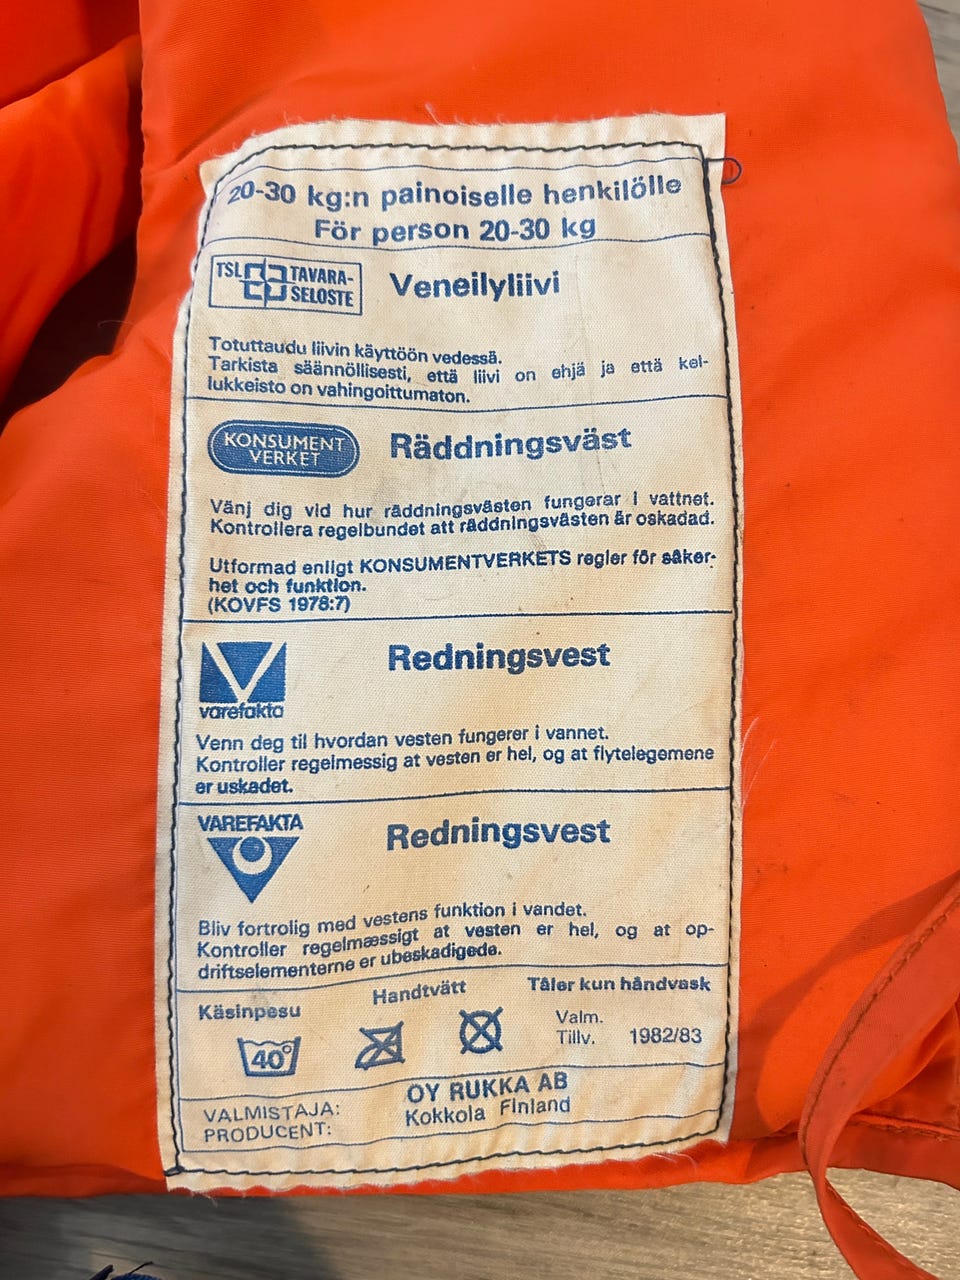 20-30 kg:n painoiselle henkilölle
För person 20-30 kg
TSL TAVARA-
SELOSTE
Veneilyliivi
Totuttaudu liivin käyttöön vedessä.
Tarkista säännöllisesti, että liivi on ehjä ja että kel-
lukkeisto on vahingoittumaton.
KONSUMENT
VERKET
Räddningsväst
Vänj dig vid hur räddningsvästen fungerar i vattnet.
Kontrollera regelbundet att räddningsvästen är oskadad.
Utformad enligt KONSUMENTVERKETS regler för säker-
het och funktion.
(KOVFS 1978:7)
varefakta
Redningsvest
Venn deg til hvordan vesten fungerer i vannet.
Kontroller regelmessig at vesten er hel, og at flytelegemene
er uskadet.
VAREFAKTA
Redningsvest
Bliv fortrolig med vestens funktion i vandet.
Kontroller regelmæssigt at vesten er hel, og at op-
driftselementerne er ubeskadigede.
Käsinpesu Handtvätt Tåler kun håndvask
40°
Valm.
Tillv. 1982/83
VALMISTAJA: OY RUKKA AB
PRODUCENT: Kokkola Finland